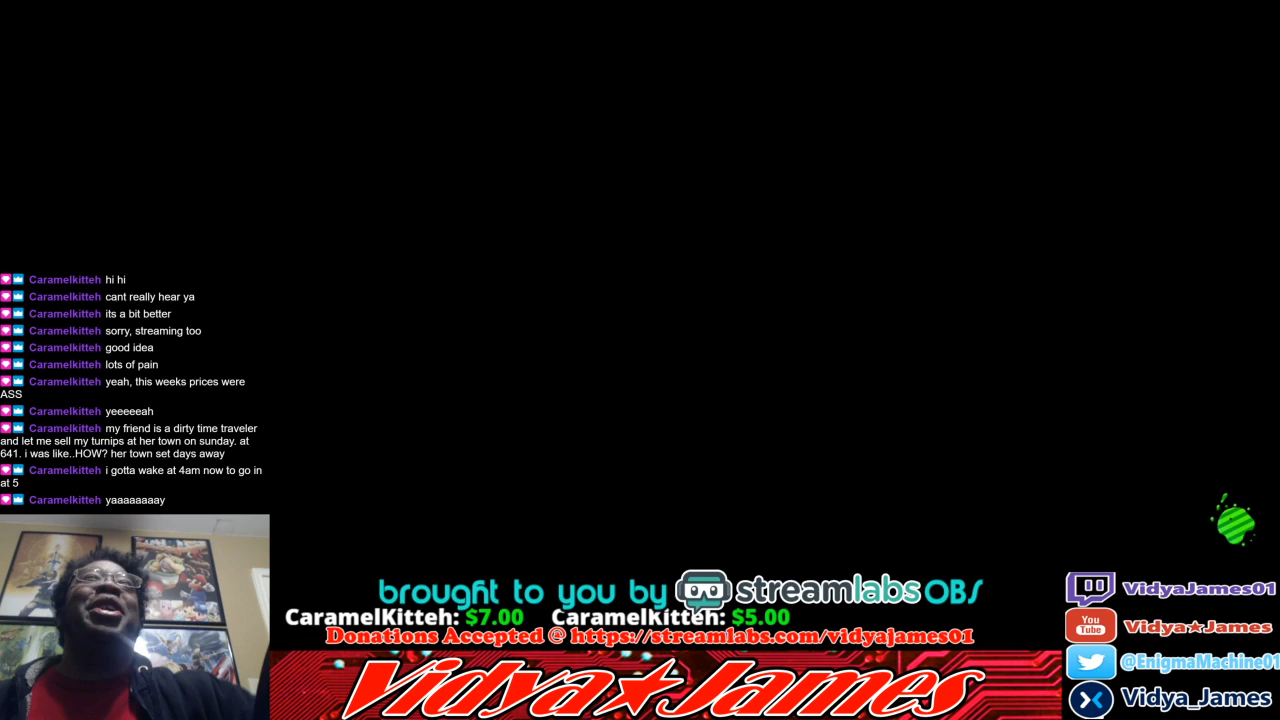 Caramelkitteh hi hi
Caramelkitteh cant really hear ya
Caramelkitteh its a bit better
Caramelkitteh sorry, streaming too
Caramelkitteh good idea
Caramelkitteh lots of pain
Caramelkitteh yeah, this weeks prices were
ASS
Caramelkitteh yeeeeeah
Caramelkitteh my friend is a dirty time traveler
and let me sell my turnips at her town on sunday. at
641. i was like..HOW? her town set days away
Caramelkitteh i gotta wake at 4am now to go in
at 5
Caramelkitteh yaaaaaaaay
brought to you by streamlabs OBS
CaramelKitteh: $7.00 CaramelKitteh: $5.00
Donations Accepted @ https://streamlabs.com/vidyajames01
Vidya★James
VidyaJames01
You Tube Vidya★James
@EnigmaMachine01
Vidya_James